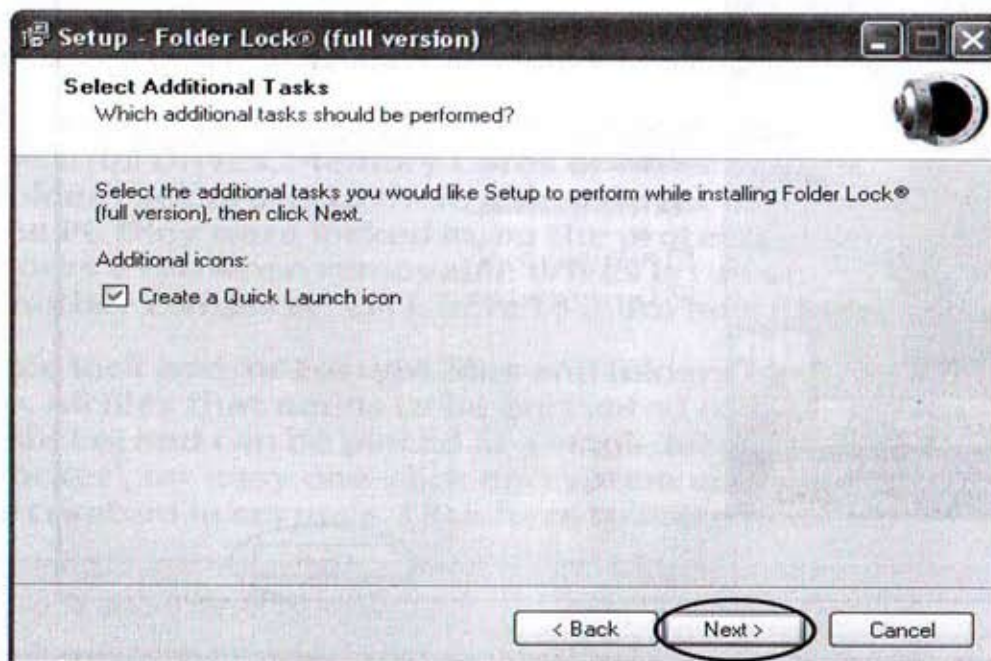 Setup - Folder Lock® (full version)
Select Additional Tasks
Which additional tasks should be performed?
Select the additional tasks you would like Setup to perform while installing Folder Lock®
(full version), then click Next.
Additional icons:
Create a Quick Launch icon
< Back
Next >
Cancel